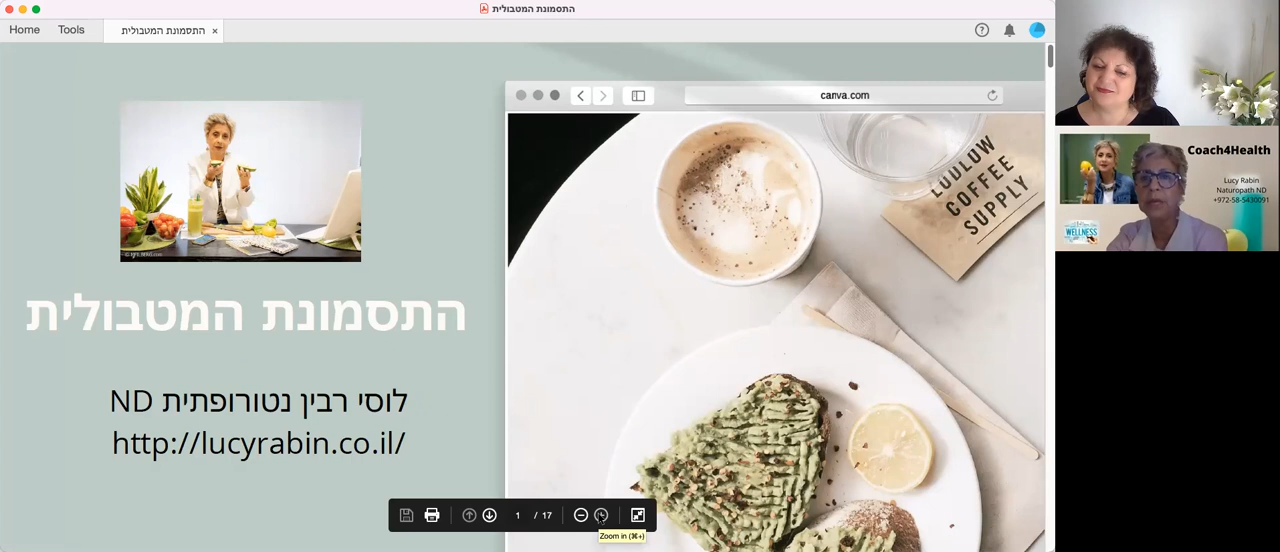 התסמונת המטבולית
Home
Tools
התסמונת המטבולית
×
canva.com
LUDLOW
COFFEE
SUPPLY
התסמונת המטבולית
לוסי רבין נטורופתית ND
http://lucyrabin.co.il/
1 / 17
Zoom in (⌘+)
Coach4Health
Lucy Rabin
Naturopath ND
+972-58-5430091
WELLNESS